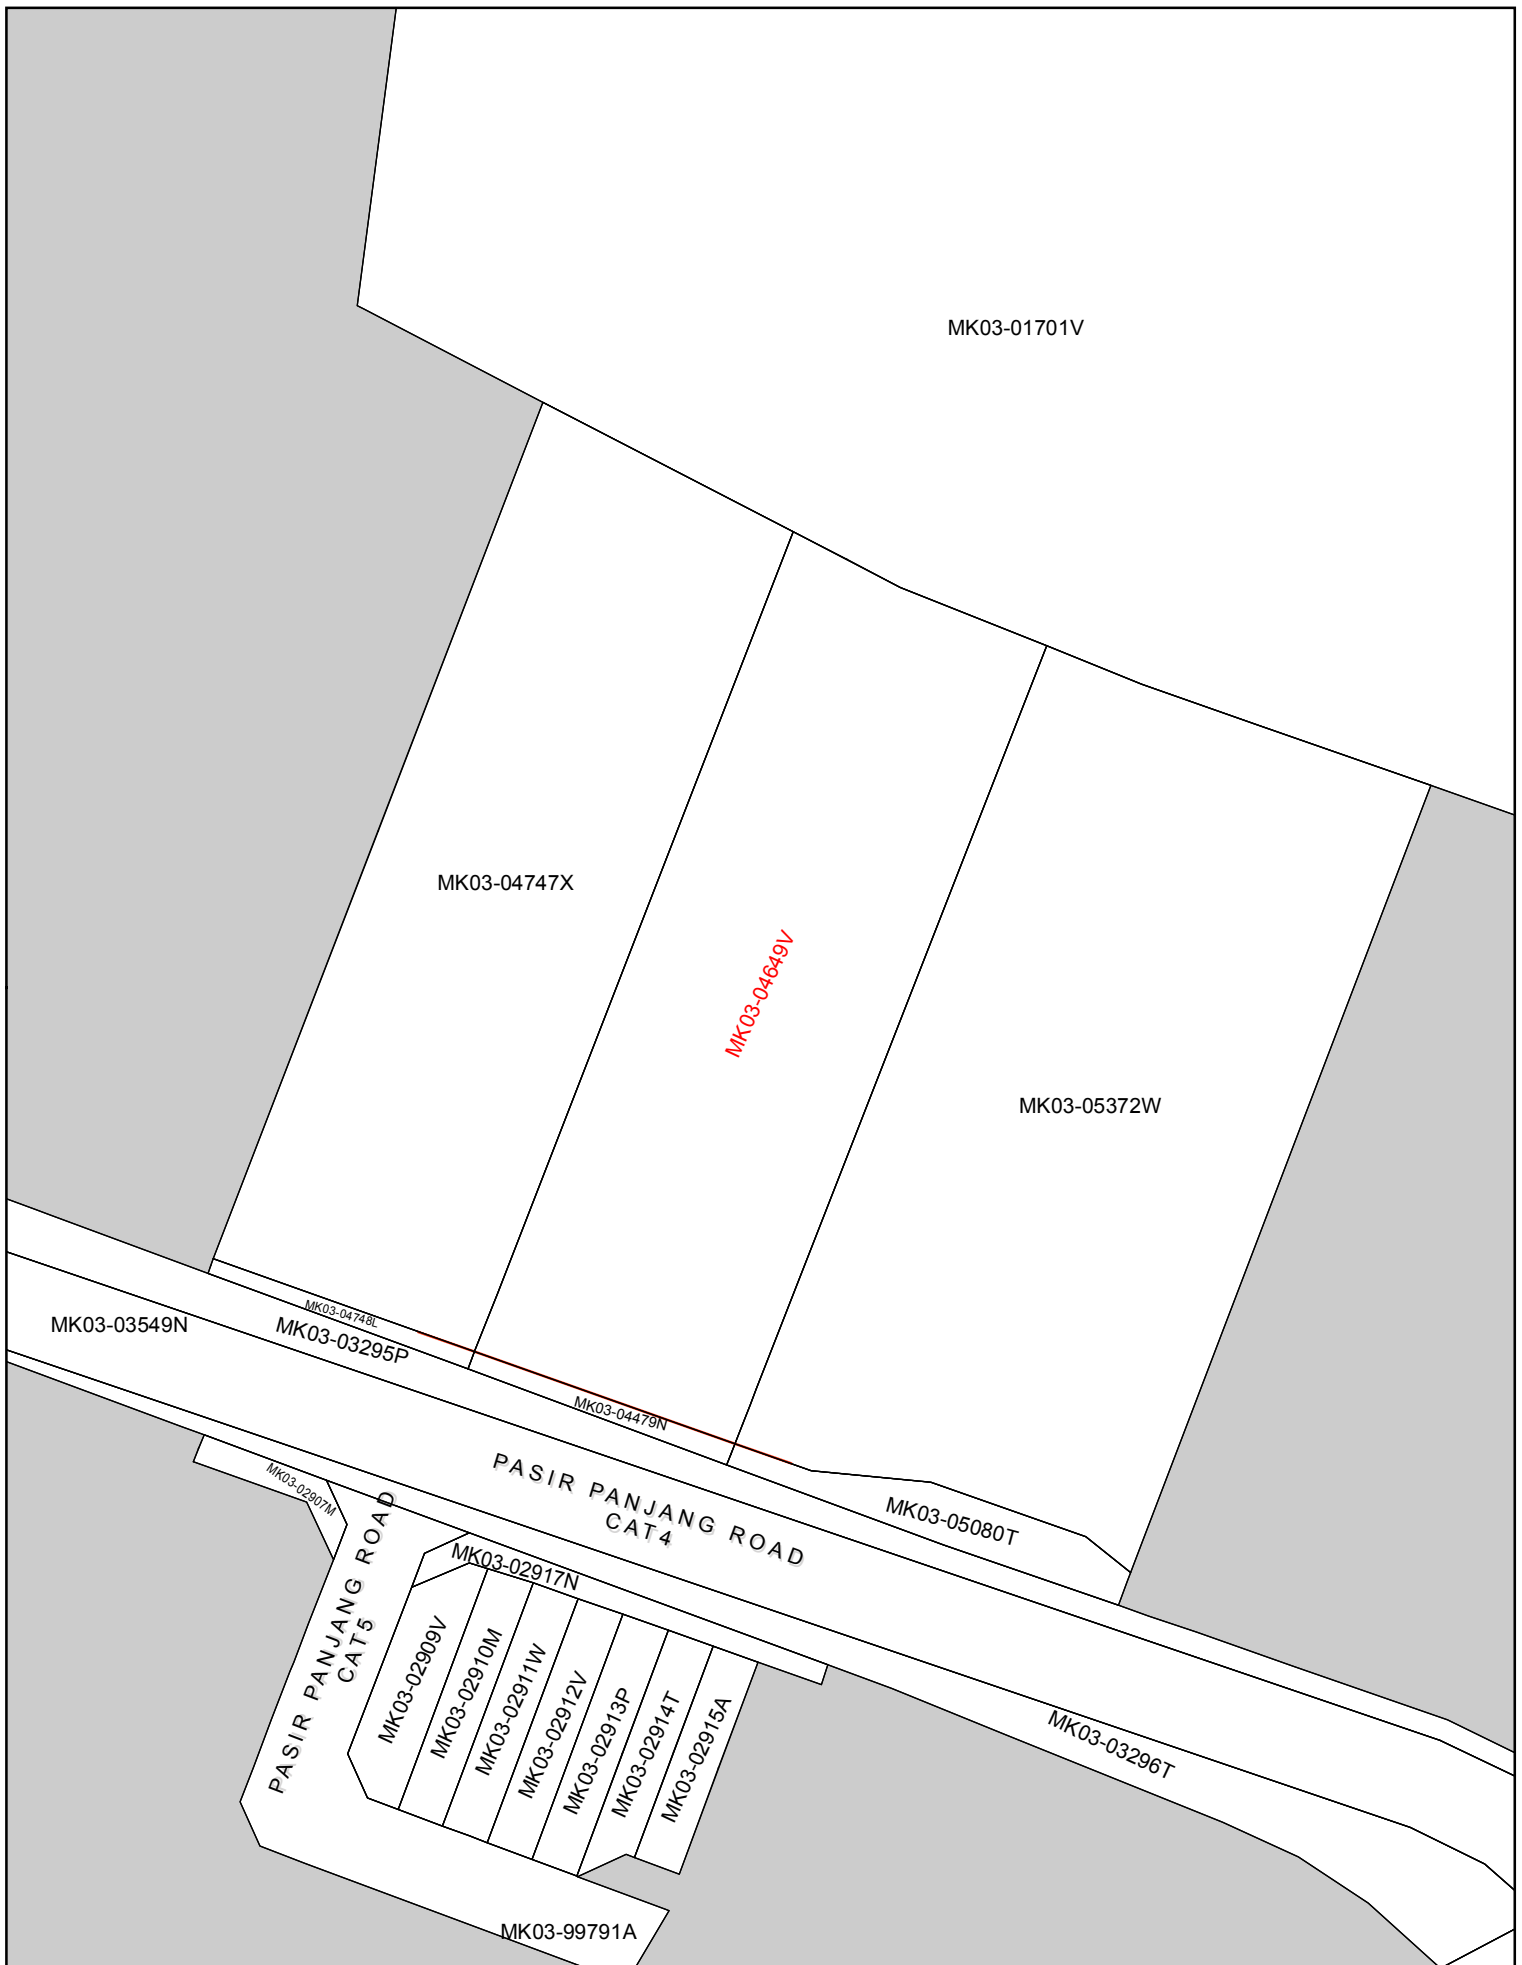 MK03-01701V
MK03-04747X
MK03-04649V
MK03-05372W
MK03-04748L
MK03-03549N
MK03-03295P
MK03-04479N
MK03-02907M
PASIR PANJANG ROAD
CAT4
MK03-05080T
PASIR PANJANG ROAD
CAT5
MK03-02917N
MK03-02909V
MK03-02910M
MK03-02911W
MK03-02912V
MK03-02913P
MK03-02914T
MK03-02915A
MK03-03296T
MK03-99791A